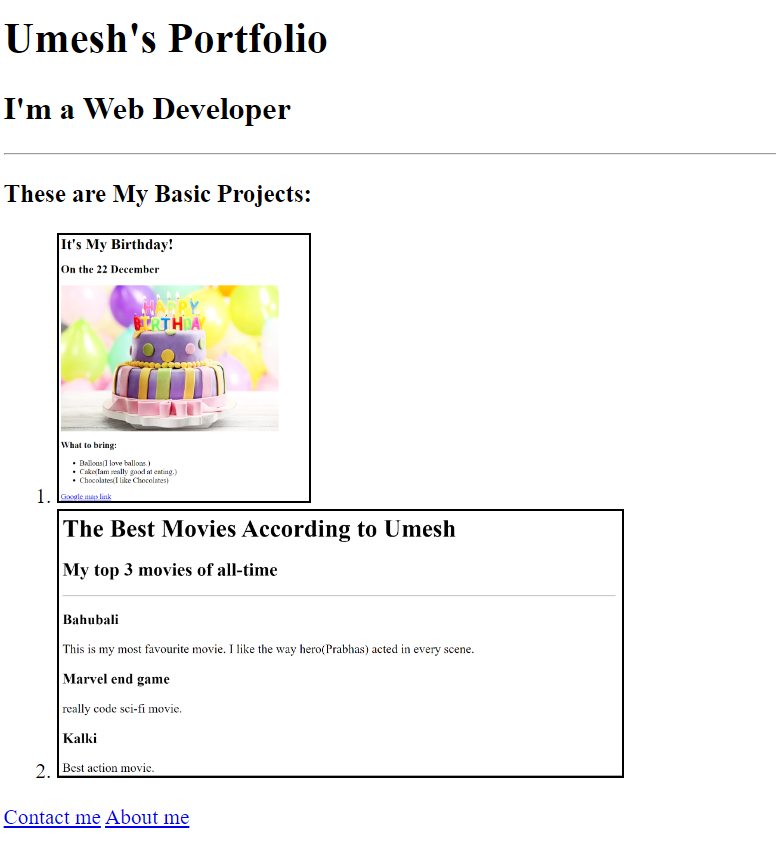 Umesh's Portfolio
I'm a Web Developer
These are My Basic Projects:
It's My Birthday!
On the 22 December
HAPPY
BIRTHDAY
What to bring:
Ballons(I love ballons.)
Cake(Iam really good at eating.)
Chocolates(I like Chocolates)
1.
Google map link
The Best Movies According to Umesh
My top 3 movies of all-time
Bahubali
This is my most favourite movie. I like the way hero(Prabhas) acted in every scene.
Marvel end game
really code sci-fi movie.
Kalki
2.
Best action movie.
Contact me About me